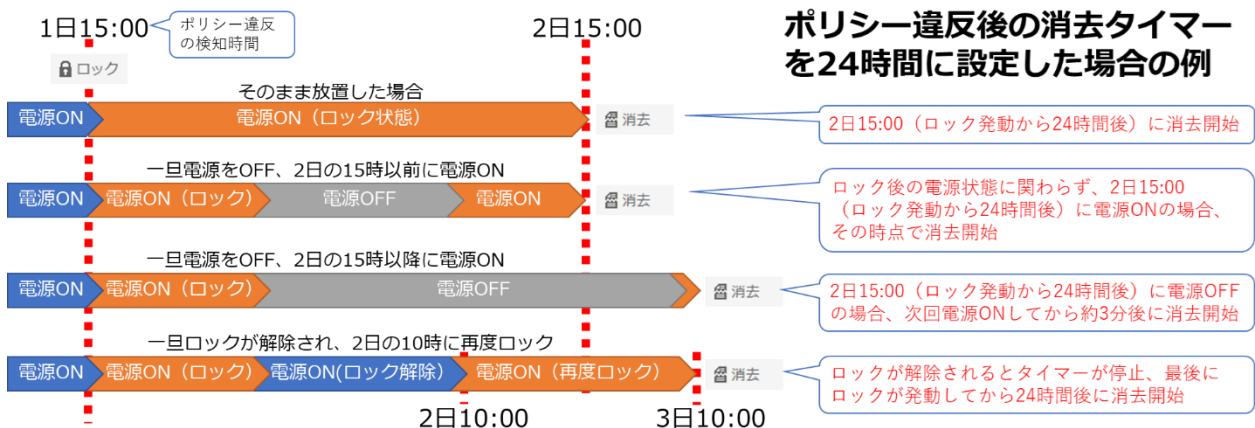 1日15:00
ポリシー違反
の検知時間
2日15:00
ポリシー違反後の消去タイマー
を24時間に設定した場合の例
ロック
そのまま放置した場合
電源ON
電源ON（ロック状態）
消去
2日15:00（ロック発動から24時間後）に消去開始
一旦電源をOFF、2日の15時以前に電源ON
電源ON
電源ON（ロック）
電源OFF
電源ON
消去
ロック後の電源状態に関わらず、2日15:00
（ロック発動から24時間後）に電源ONの場合、
その時点で消去開始
一旦電源をOFF、2日の15時以降に電源ON
電源ON
電源ON（ロック）
電源OFF
消去
2日15:00（ロック発動から24時間後）に電源OFF
の場合、次回電源ONしてから約3分後に消去開始
一旦ロックが解除され、2日の10時に再度ロック
電源ON
電源ON（ロック）
電源ON(ロック解除）
電源ON（再度ロック）
消去
ロックが解除されるとタイマーが停止、最後に
ロックが発動してから24時間後に消去開始
2日10:00
3日10:00